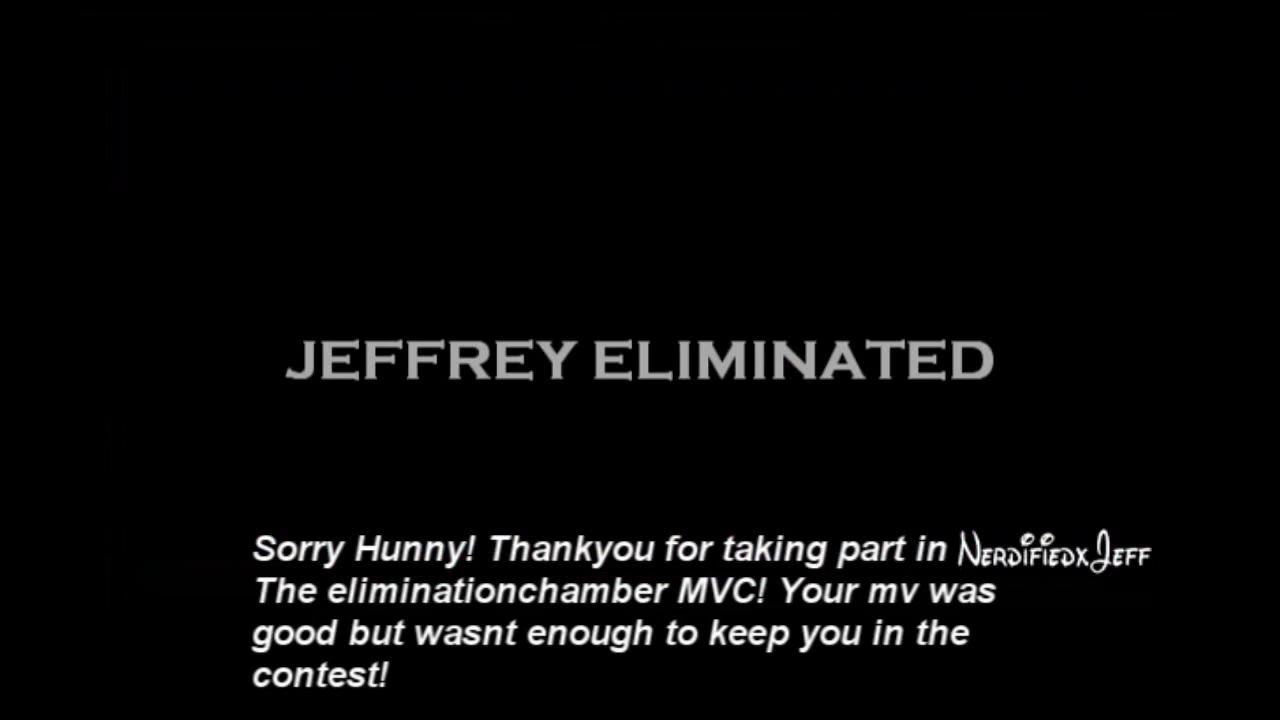 JEFFREY ELIMINATED
Sorry Hunny! Thankyou for taking part in NerdifiedxJeff
The eliminationchamber MVC! Your mv was
good but wasnt enough to keep you in the
contest!